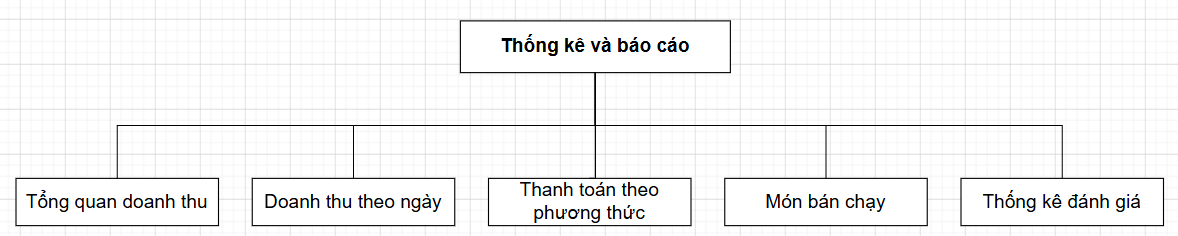 Thống kê và báo cáo
Tổng quan doanh thu
Doanh thu theo ngày
Thanh toán theo
phương thức
Món bán chạy
Thống kê đánh giá